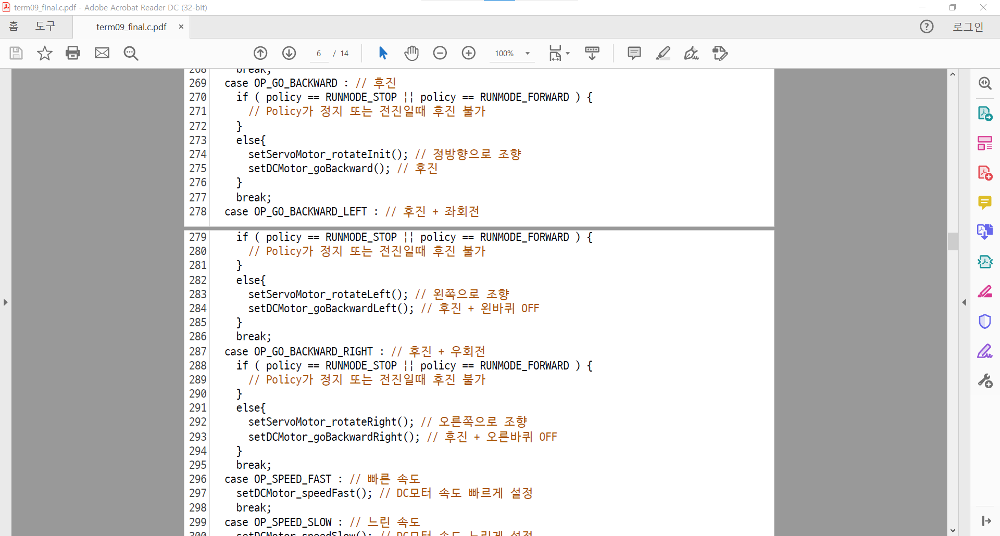 term09_final.c.pdf - Adobe Acrobat Reader DC (32-bit)
홈 도구 term09_final.c.pdf × ? 로그인
6 / 14 100%
268 break;
269 case OP_GO_BACKWARD : // 후진
270 if ( policy == RUNMODE_STOP || policy == RUNMODE_FORWARD ) {
271 // Policy가 정지 또는 전진일때 후진 불가
272 }
273 else{
274 setServoMotor_rotateInit(); // 정방향으로 조향
275 setDCMotor_goBackward(); // 후진
276 }
277 break;
278 case OP_GO_BACKWARD_LEFT : // 후진 + 좌회전
279 if ( policy == RUNMODE_STOP || policy == RUNMODE_FORWARD ) {
280 // Policy가 정지 또는 전진일때 후진 불가
281 }
282 else{
283 setServoMotor_rotateLeft(); // 왼쪽으로 조향
284 setDCMotor_goBackwardLeft(); // 후진 + 왼바퀴 OFF
285 }
286 break;
287 case OP_GO_BACKWARD_RIGHT : // 후진 + 우회전
288 if ( policy == RUNMODE_STOP || policy == RUNMODE_FORWARD ) {
289 // Policy가 정지 또는 전진일때 후진 불가
290 }
291 else{
292 setServoMotor_rotateRight(); // 오른쪽으로 조향
293 setDCMotor_goBackwardRight(); // 후진 + 오른바퀴 OFF
294 }
295 break;
296 case OP_SPEED_FAST : // 빠른 속도
297 setDCMotor_speedFast(); // DC모터 속도 빠르게 설정
298 break;
299 case OP_SPEED_SLOW : // 느린 속도
300 setDCMotor_speedSlow(); // DC모터 속도 느리게 설정